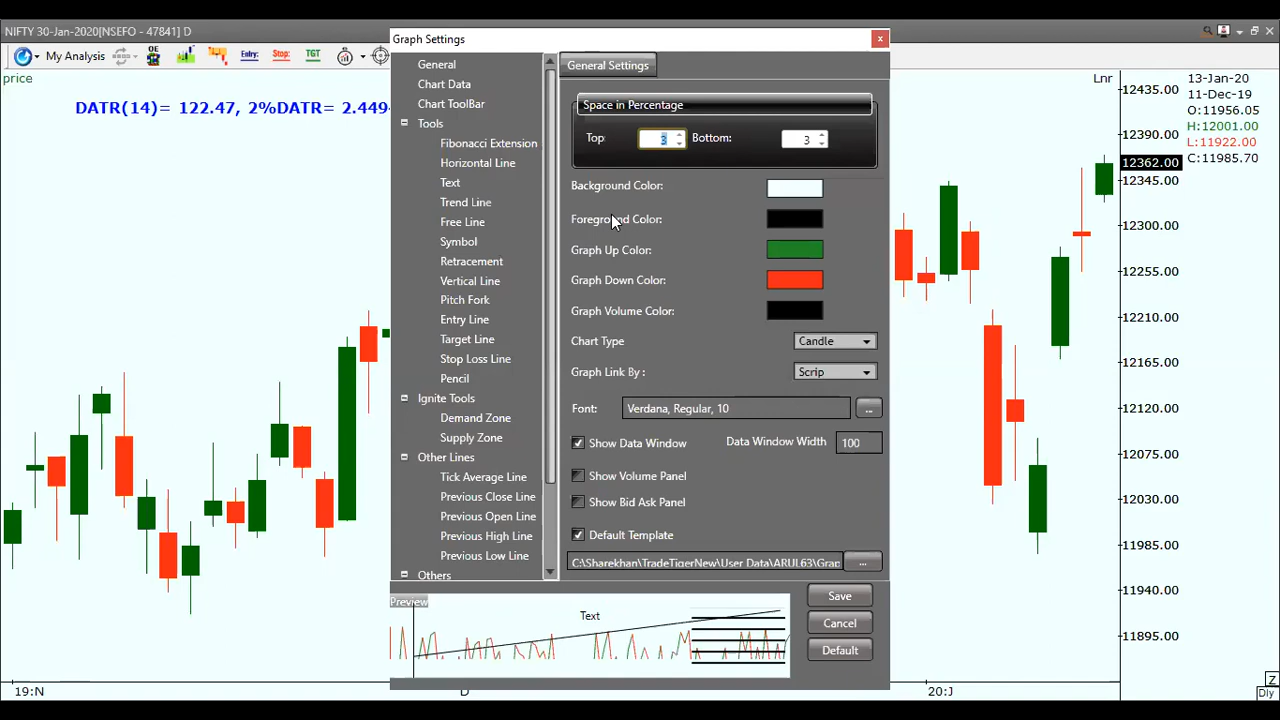 NIFTY 30-Jan-2020[NSEFO - 47841] D
My Analysis
OE
Entry:
Stop:
TGT
price
DATR(14)= 122.47, 2%DATR= 2.449
Lnr
13-Jan-20
11-Dec-19
O:11956.05
H:12001.00
L:11922.00
C:11985.70
12435.00
12390.00
12362.00
12345.00
12300.00
12255.00
12210.00
12165.00
12120.00
12075.00
12030.00
11985.00
11940.00
11895.00
Graph Settings
x
General
Chart Data
Chart ToolBar
Tools
Fibonacci Extension
Horizontal Line
Text
Trend Line
Free Line
Symbol
Retracement
Vertical Line
Pitch Fork
Entry Line
Target Line
Stop Loss Line
Pencil
Ignite Tools
Demand Zone
Supply Zone
Other Lines
Tick Average Line
Previous Close Line
Previous Open Line
Previous High Line
Previous Low Line
Others
General Settings
Space in Percentage
Top: 3 Bottom: 3
Background Color:
Foreground Color:
Graph Up Color:
Graph Down Color:
Graph Volume Color:
Chart Type Candle
Graph Link By : Scrip
Font: Verdana, Regular, 10 ...
Show Data Window Data Window Width 100
Show Volume Panel
Show Bid Ask Panel
Default Template
C:\Sharekhan\TradeTigerNew\User Data\ARUL63\Grap ...
Preview
Text
Save
Cancel
Default
19:N
D
20:J
Z
Dly